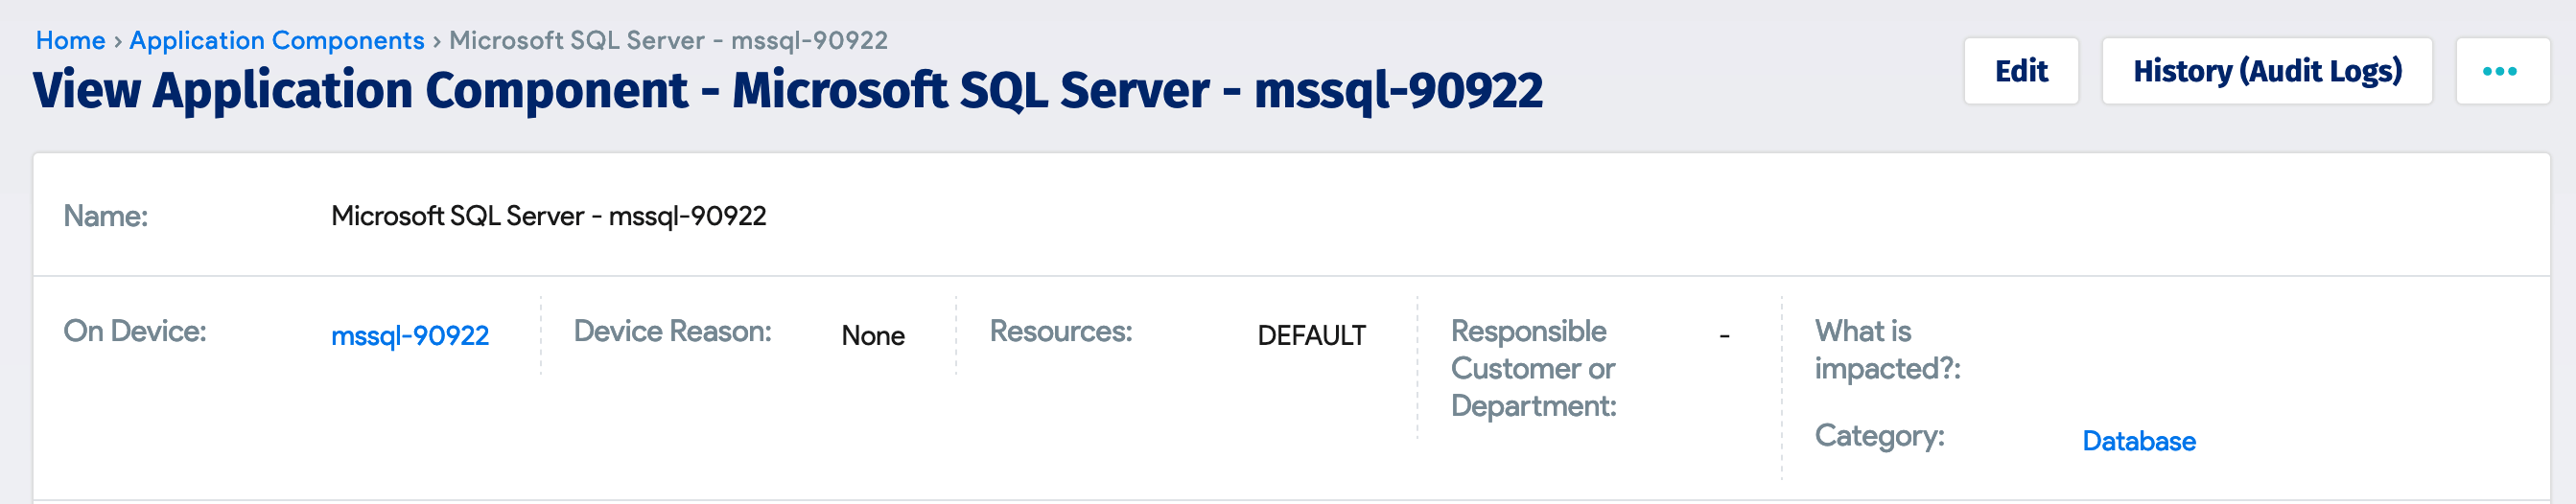 Home › Application Components › Microsoft SQL Server - mssql-90922
View Application Component - Microsoft SQL Server - mssql-90922
Edit
History (Audit Logs)
•••
Name: Microsoft SQL Server - mssql-90922
On Device: mssql-90922
Device Reason: None
Resources: DEFAULT
Responsible -
Customer or
Department:
What is
impacted?:
Category: Database